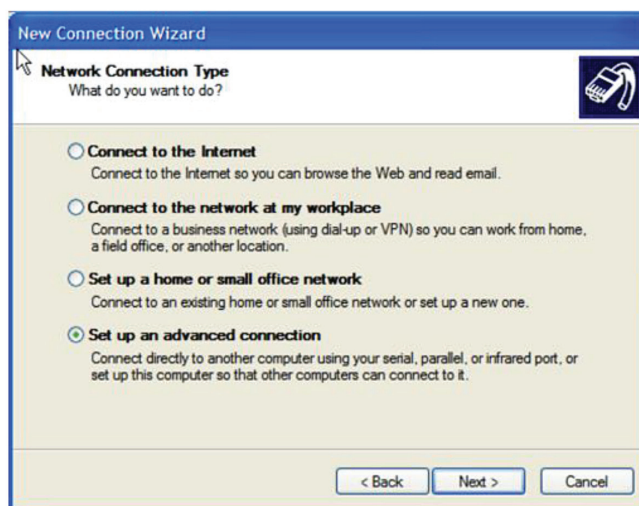 New Connection Wizard
Network Connection Type
What do you want to do?
Connect to the Internet
Connect to the Internet so you can browse the Web and read email.
Connect to the network at my workplace
Connect to a business network (using dial-up or VPN) so you can work from home,
a field office, or another location.
Set up a home or small office network
Connect to an existing home or small office network or set up a new one.
Set up an advanced connection
Connect directly to another computer using your serial, parallel, or infrared port, or
set up this computer so that other computers can connect to it.
< Back Next > Cancel